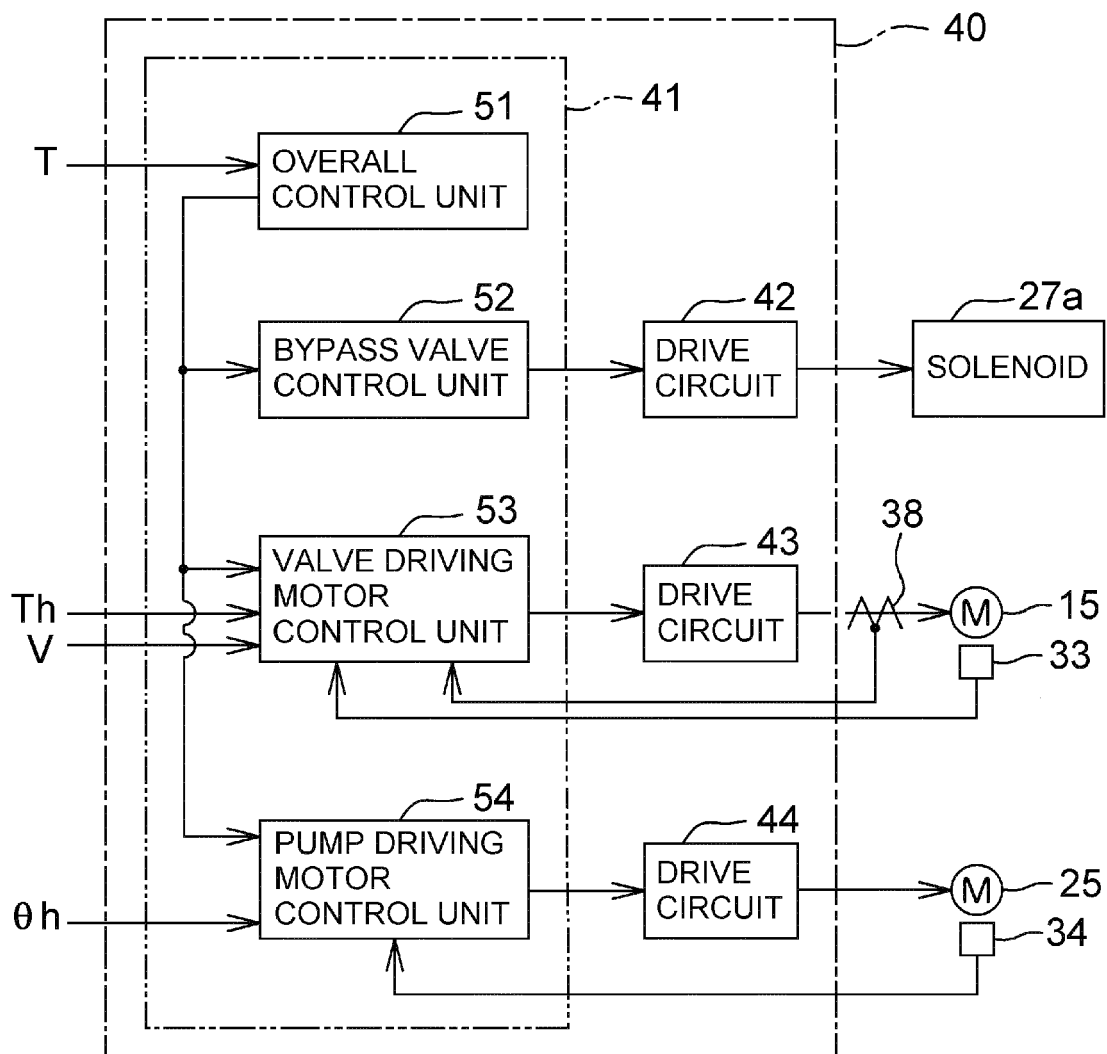 40
41
51
T
OVERALL
CONTROL UNIT
52
42
27a
BYPASS VALVE
CONTROL UNIT
DRIVE
CIRCUIT
SOLENOID
53
43
38
Th
V
VALVE DRIVING
MOTOR
CONTROL UNIT
DRIVE
CIRCUIT
M
15
33
54
44
θh
PUMP DRIVING
MOTOR
CONTROL UNIT
DRIVE
CIRCUIT
M
25
34